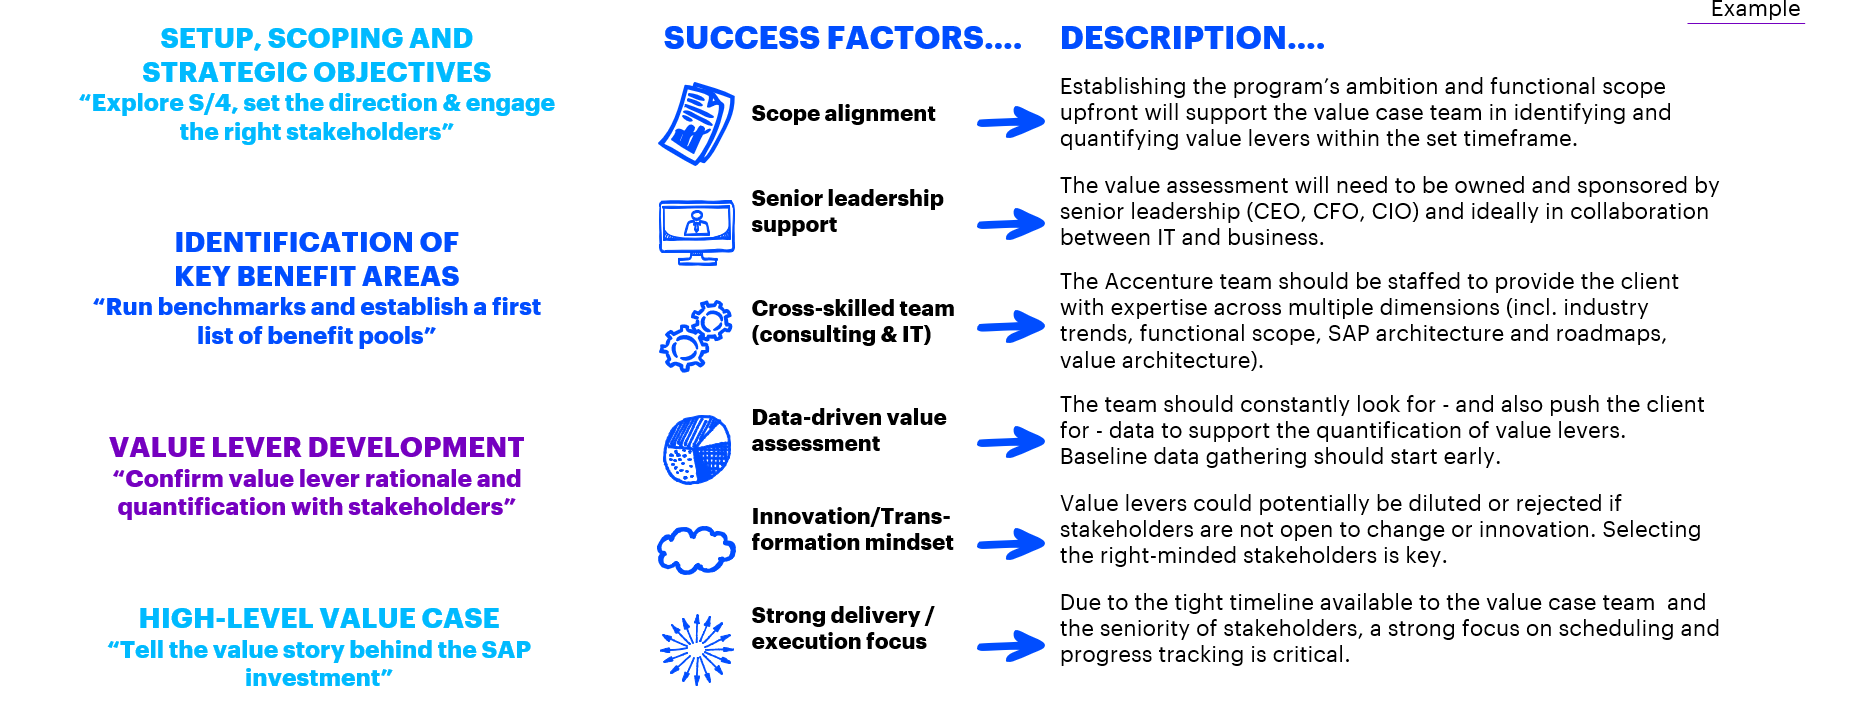 Example
SETUP, SCOPING AND
STRATEGIC OBJECTIVES
“Explore S/4, set the direction & engage
the right stakeholders”
IDENTIFICATION OF
KEY BENEFIT AREAS
“Run benchmarks and establish a first
list of benefit pools”
VALUE LEVER DEVELOPMENT
“Confirm value lever rationale and
quantification with stakeholders”
HIGH-LEVEL VALUE CASE
“Tell the value story behind the SAP
investment”
SUCCESS FACTORS....
DESCRIPTION....
Scope alignment
Establishing the program’s ambition and functional scope
upfront will support the value case team in identifying and
quantifying value levers within the set timeframe.
Senior leadership
support
The value assessment will need to be owned and sponsored by
senior leadership (CEO, CFO, CIO) and ideally in collaboration
between IT and business.
Cross-skilled team
(consulting & IT)
The Accenture team should be staffed to provide the client
with expertise across multiple dimensions (incl. industry
trends, functional scope, SAP architecture and roadmaps,
value architecture).
Data-driven value
assessment
The team should constantly look for - and also push the client
for - data to support the quantification of value levers.
Baseline data gathering should start early.
Innovation/Trans-
formation mindset
Value levers could potentially be diluted or rejected if
stakeholders are not open to change or innovation. Selecting
the right-minded stakeholders is key.
Strong delivery /
execution focus
Due to the tight timeline available to the value case team  and
the seniority of stakeholders, a strong focus on scheduling and
progress tracking is critical.